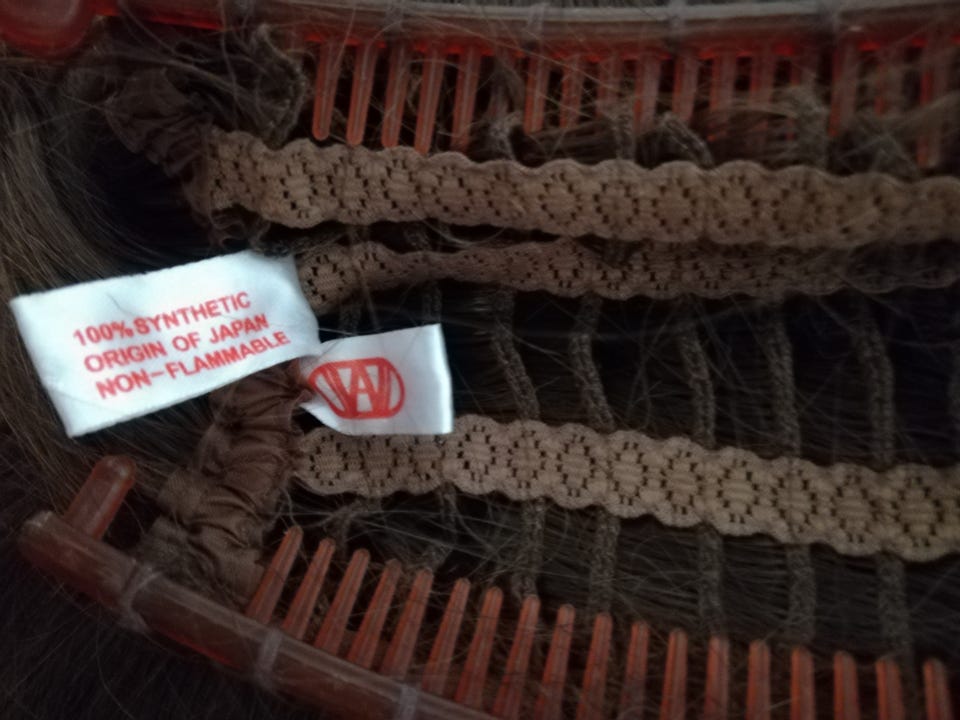 100% SYNTHETIC
ORIGIN OF JAPAN
NON-FLAMMABLE